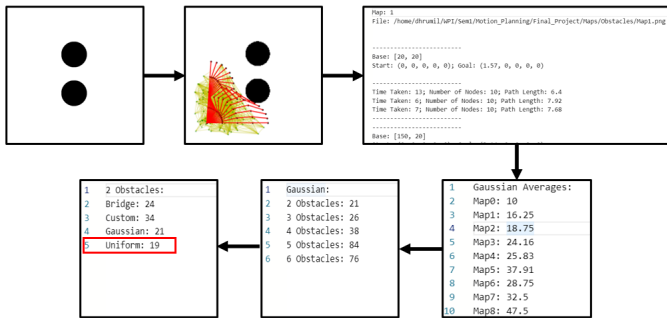 Map: 1
File: /home/dhrumil/WPI/Sem1/Motion_Planning/Final_Project/Maps/Obstacles/Map1.png
-------------------------
Base: [20, 20]
Start: (0, 0, 0, 0, 0); Goal: (1.57, 0, 0, 0, 0)
-------------------------
Time Taken: 13; Number of Nodes: 10; Path Length: 6.4
Time Taken: 6; Number of Nodes: 10; Path Length: 7.92
Time Taken: 7; Number of Nodes: 10; Path Length: 7.68
-------------------------
-------------------------
Base: [150, 20]
1 Gaussian Averages:
2 Map0: 10
3 Map1: 16.25
4 Map2: 18.75
5 Map3: 24.16
6 Map4: 25.83
7 Map5: 37.91
8 Map6: 28.75
9 Map7: 32.5
10 Map8: 47.5
1 Gaussian:
2 2 Obstacles: 21
3 3 Obstacles: 26
4 4 Obstacles: 38
5 5 Obstacles: 84
6 6 Obstacles: 76
1 2 Obstacles:
2 Bridge: 24
3 Custom: 34
4 Gaussian: 21
5 Uniform: 19